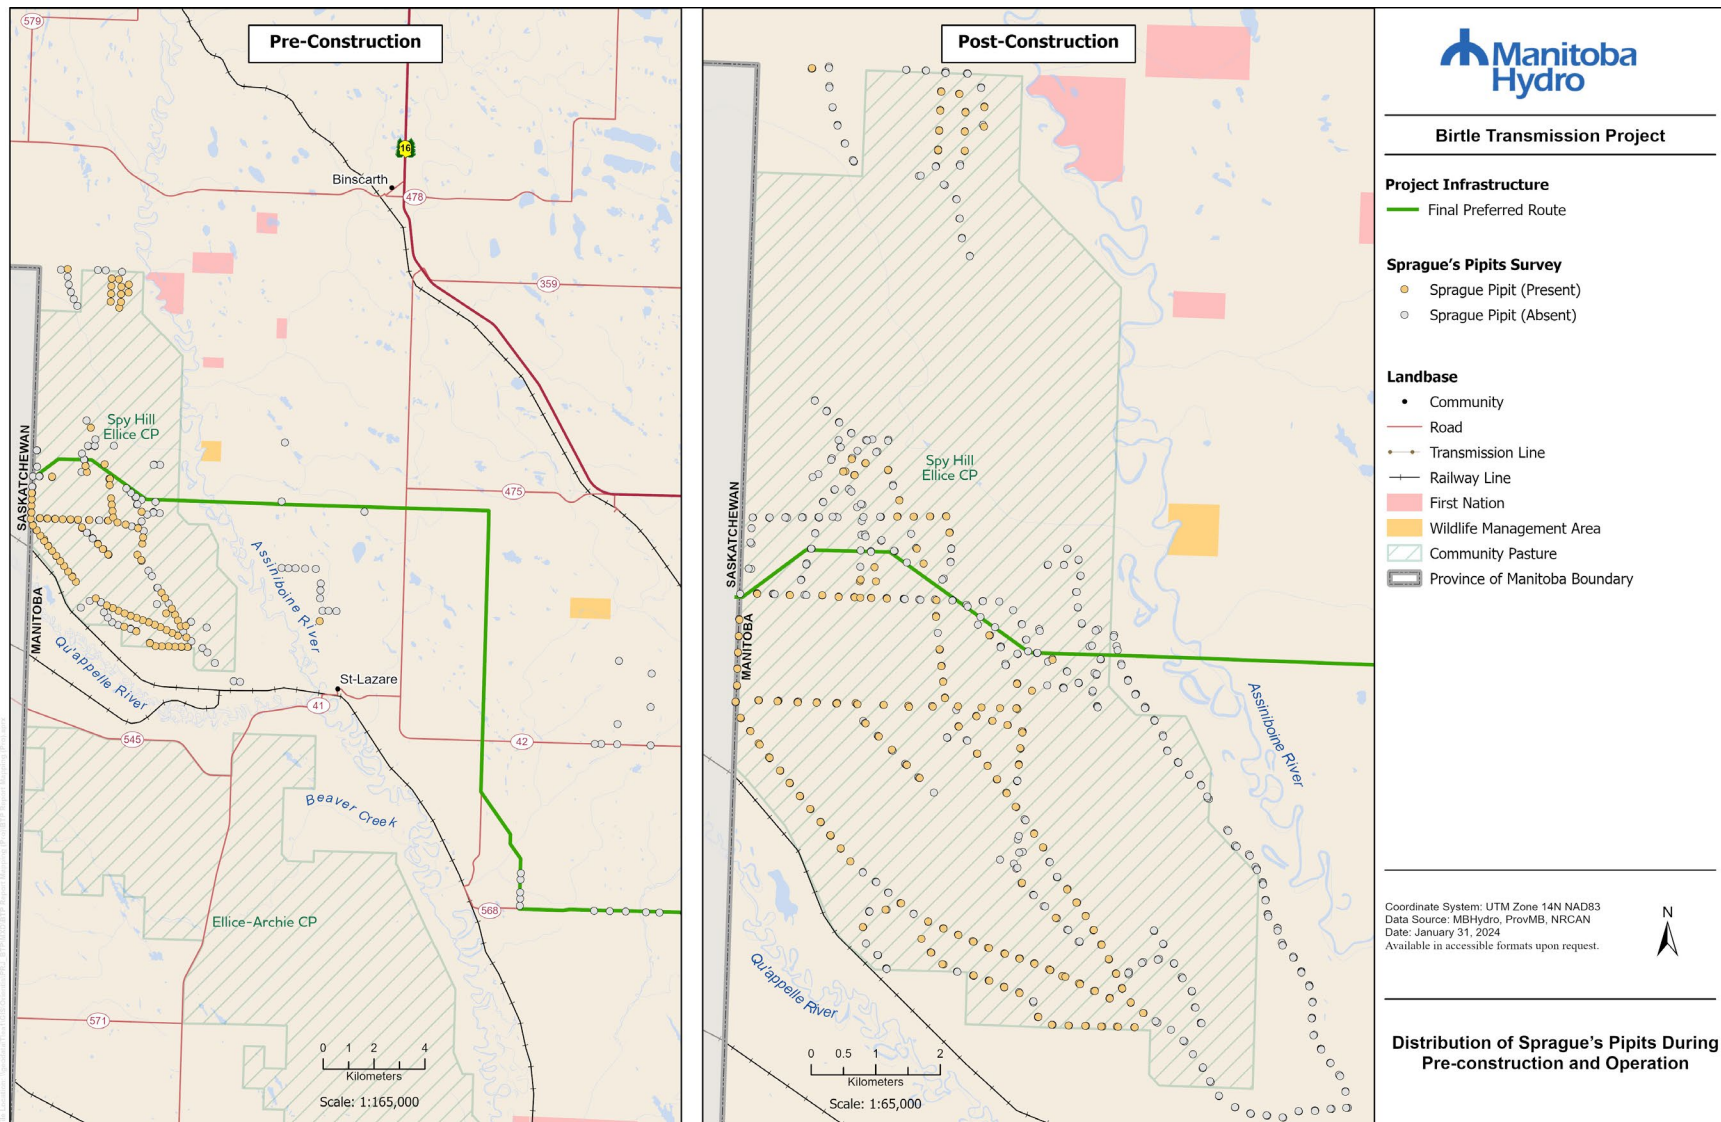 Pre-Construction
579
16
Binscarth
478
359
Spy Hill
Ellice CP
SASKATCHEWAN
MANITOBA
475
Assiniboine River
Qu'appelle River
St-Lazare
41
545
42
Beaver Creek
Ellice-Archie CP
568
571
0 1 2 4
Kilometers
Scale: 1:165,000
Post-Construction
Spy Hill
Ellice CP
SASKATCHEWAN
MANITOBA
Assiniboine River
Qu'appelle River
0 0.5 1 2
Kilometers
Scale: 1:65,000
Manitoba
Hydro
Birtle Transmission Project
Project Infrastructure
Final Preferred Route
Sprague's Pipits Survey
Sprague Pipit (Present)
Sprague Pipit (Absent)
Landbase
Community
Road
Transmission Line
Railway Line
First Nation
Wildlife Management Area
Community Pasture
Province of Manitoba Boundary
Coordinate System: UTM Zone 14N NAD83
Data Source: MBHydro, ProvMB, NRCAN
Date: January 31, 2024
Available in accessible formats upon request.
N
Distribution of Sprague's Pipits During
Pre-construction and Operation